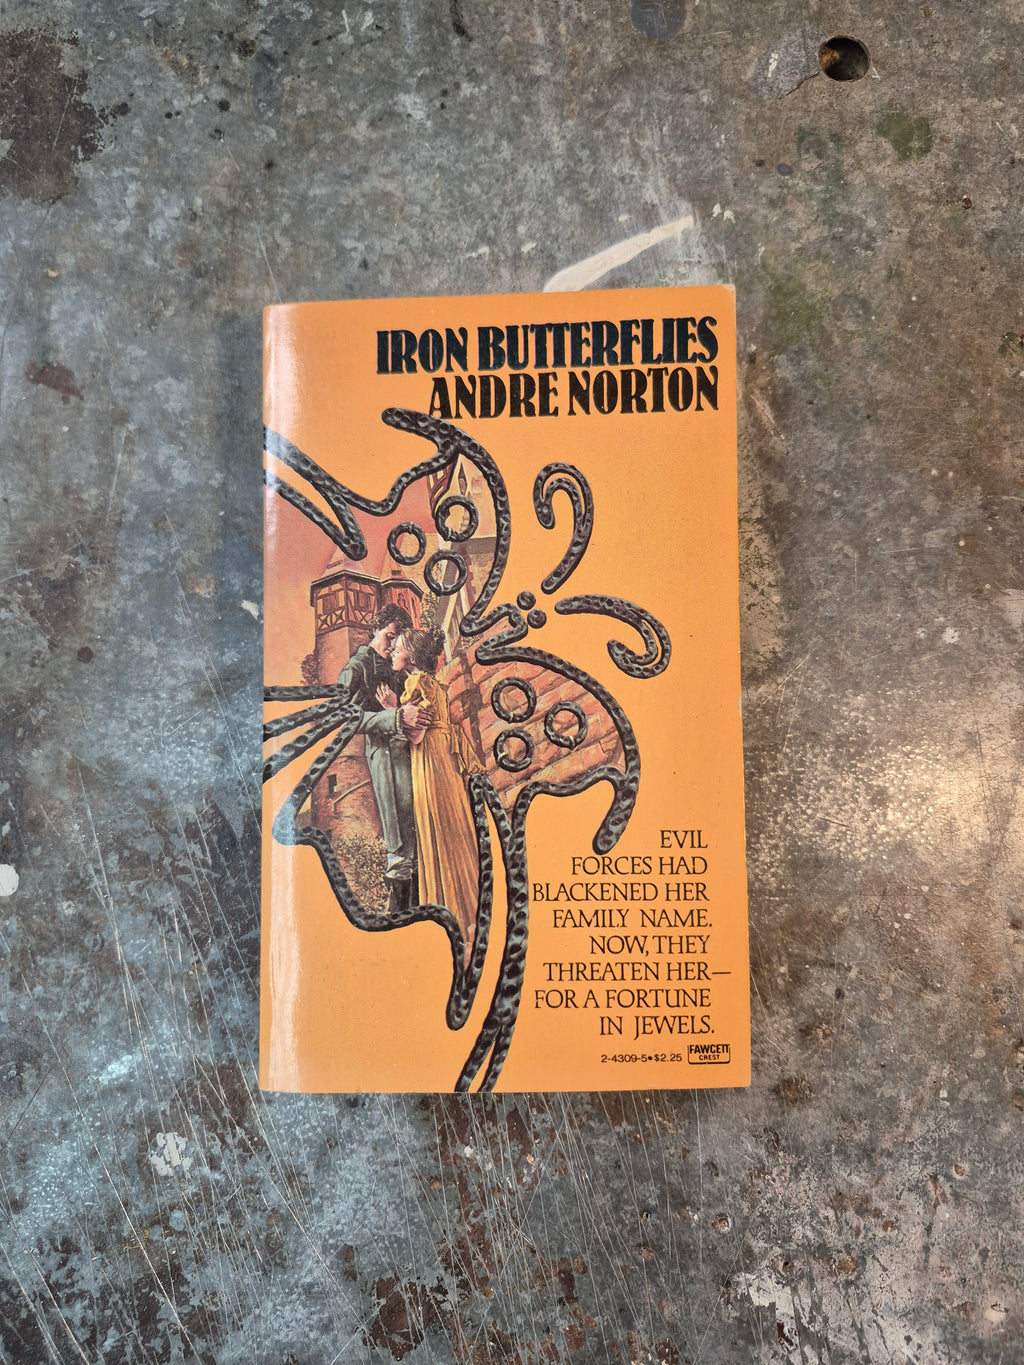 IRON BUTTERFLIES
ANDRE NORTON
EVIL
FORCES HAD
BLACKENED HER
FAMILY NAME.
NOW, THEY
THREATEN HER—
FOR A FORTUNE
IN JEWELS.
2-4309-5•$2.25
FAWCETT
CREST